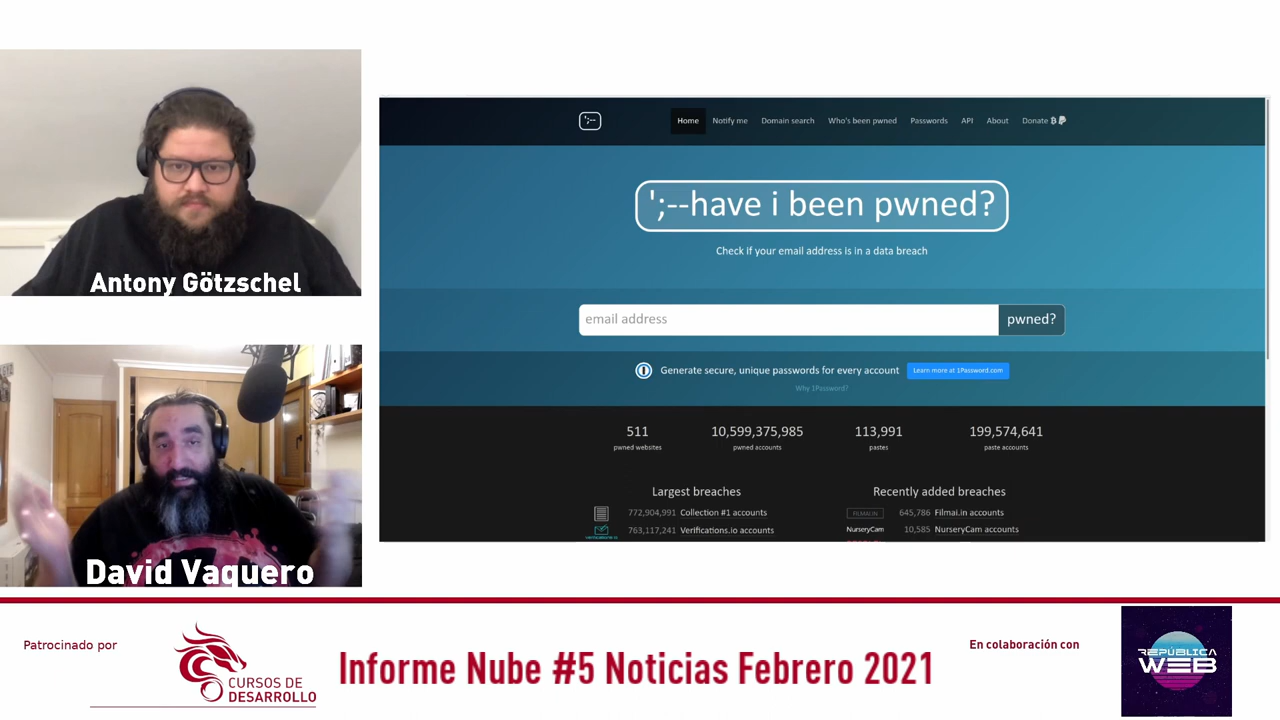 Antony Götzschel
David Vaquero
';--
Home Notify me Domain search Who's been pwned Passwords API About Donate
';--have i been pwned?
Check if your email address is in a data breach
email address pwned?
Generate secure, unique passwords for every account Learn more at 1Password.com
Why 1Password?
511 10,599,375,985 113,991 199,574,641
pwned websites pwned accounts pastes paste accounts
Largest breaches Recently added breaches
772,904,991 Collection #1 accounts FILMAI.IN 645,786 Filmai.in accounts
763,117,241 Verifications.io accounts NurseryCam 10,585 NurseryCam accounts
Patrocinado por
CURSOS DE
DESARROLLO
Informe Nube #5 Noticias Febrero 2021
En colaboración con
REPÚBLICA
WEB